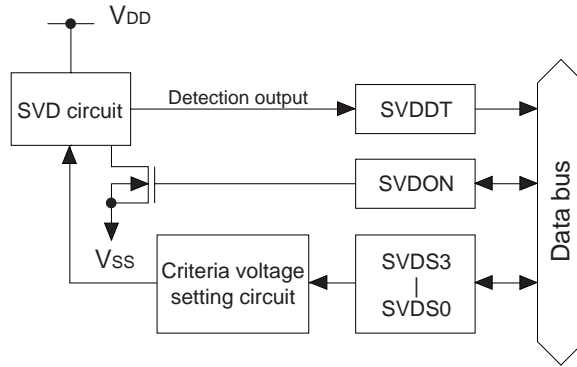 VDD
SVD circuit
Detection output
SVDDT
SVDON
VSS
Criteria voltage
setting circuit
SVDS3
SVDS0
Data bus